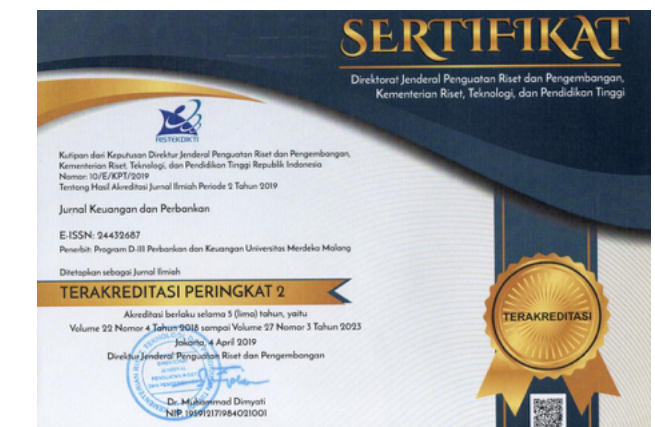 SERTIFIKAT
Direktorat Jenderal Penguatan Riset dan Pengembangan,
Kementerian Riset, Teknologi, dan Pendidikan Tinggi
RISTEKDIKTI
Kutipan dari Keputusan Direktur Jenderal Penguatan Riset dan Pengembangan,
Kementerian Riset, Teknologi, dan Pendidikan Tinggi Republik Indonesia
Nomor: 10/E/KPT/2019
Tentang Hasil Akreditasi Jurnal Ilmiah Periode 2 Tahun 2019
Jurnal Keuangan dan Perbankan
E-ISSN: 24432687
Penerbit: Program D-III Perbankan dan Keuangan Universitas Merdeka Malang
Ditetapkan sebagai Jurnal Ilmiah
TERAKREDITASI PERINGKAT 2
Akreditasi berlaku selama 5 (lima) tahun, yaitu
Volume 22 Nomor 4 Tahun 2018 sampai Volume 27 Nomor 3 Tahun 2023
Jakarta, 4 April 2019
Direktur Jenderal Penguatan Riset dan Pengembangan
Dr. Muhammad Dimyati
NIP. 195912171984021001
TERAKREDITASI